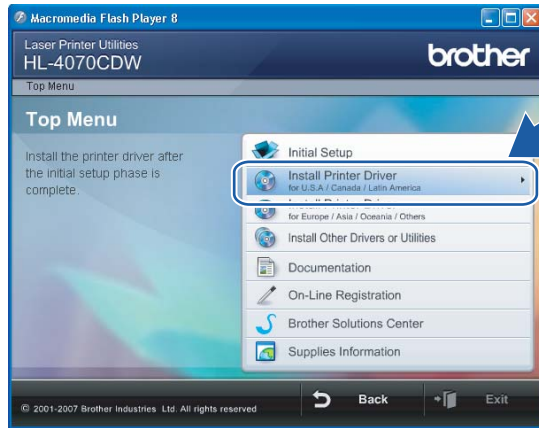 Macromedia Flash Player 8
Laser Printer Utilities
HL-4070CDW
brother
Top Menu
Top Menu
Install the printer driver after
the initial setup phase is
complete.
Initial Setup
Install Printer Driver
for U.S.A / Canada / Latin America
Install Printer Driver
for Europe / Asia / Oceania / Others
Install Other Drivers or Utilities
Documentation
On-Line Registration
Brother Solutions Center
Supplies Information
© 2001-2007 Brother Industries Ltd. All rights reserved
Back
Exit